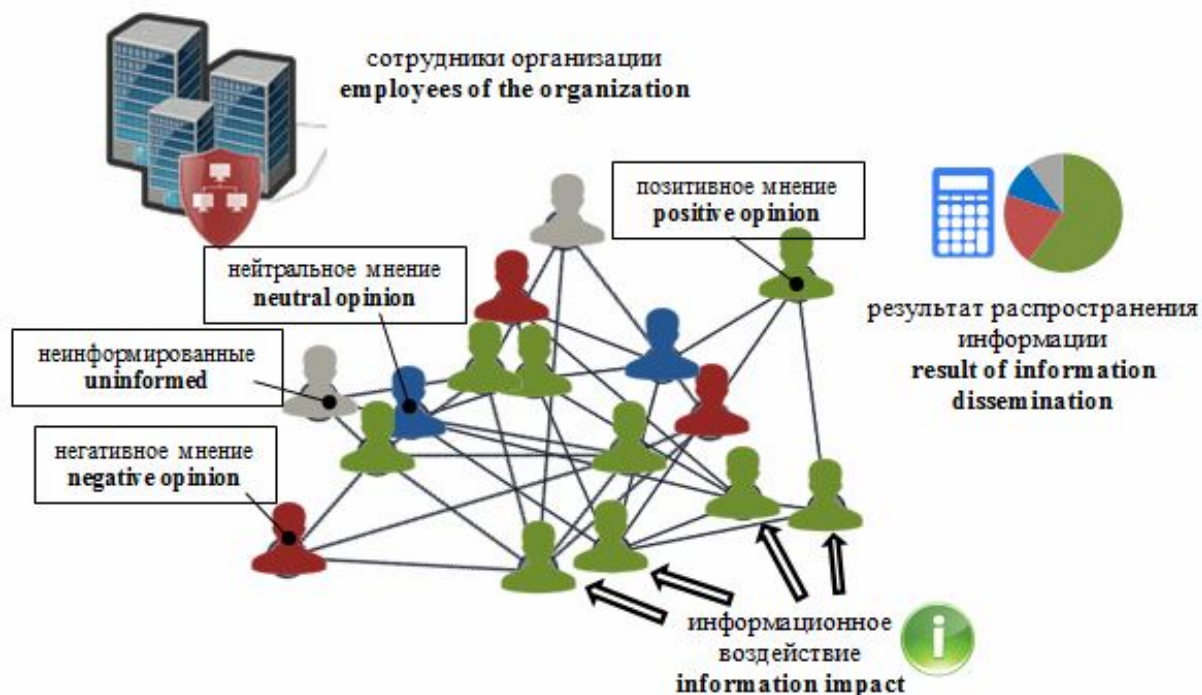 сотрудники организации
employees of the organization
позитивное мнение
positive opinion
нейтральное мнение
neutral opinion
результат распространения
информации
result of information
dissemination
неинформированные
uninformed
негативное мнение
negative opinion
информационное
воздействие
information impact
i